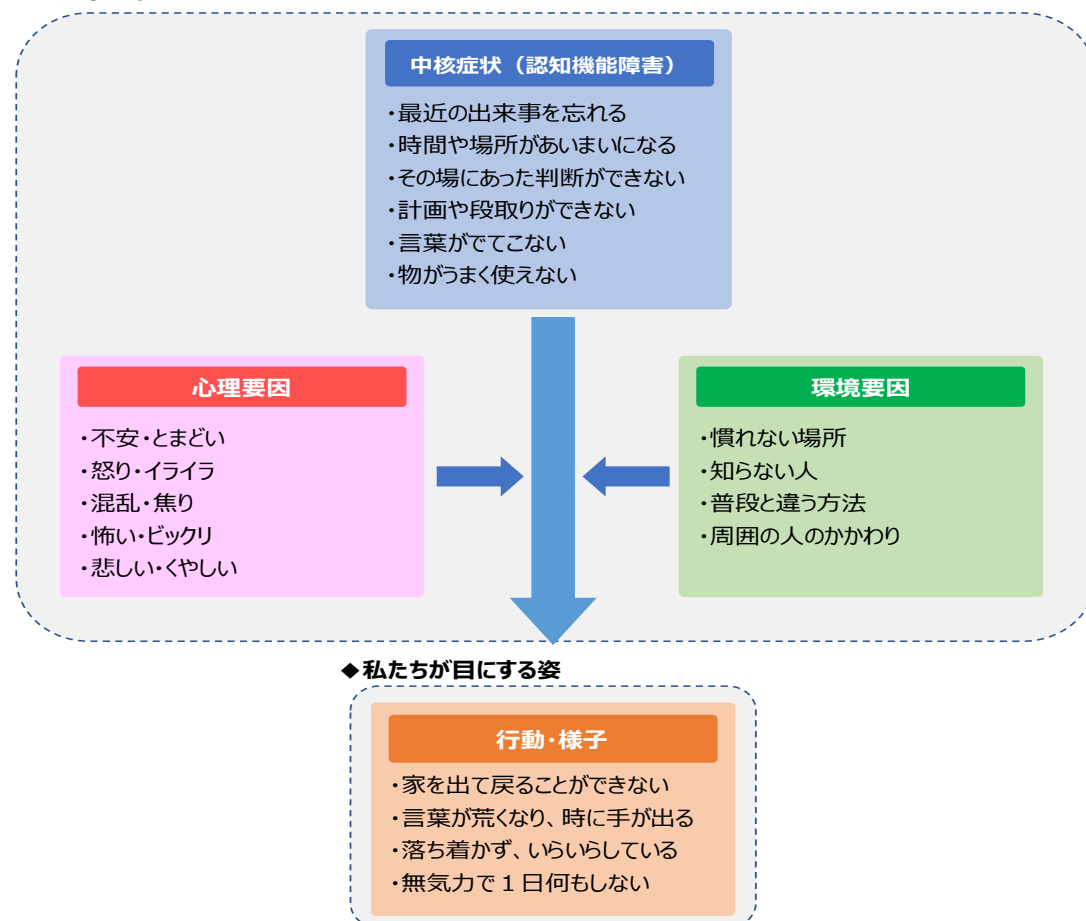 中核症状（認知機能障害）
・最近の出来事を忘れる
・時間や場所があいまいになる
・その場にあった判断ができない
・計画や段取りができない
・言葉がでてこない
・物がうまく使えない
心理要因
・不安・とまどい
・怒り・イライラ
・混乱・焦り
・怖い・ビックリ
・悲しい・くやしい
環境要因
・慣れない場所
・知らない人
・普段と違う方法
・周囲の人のかかわり
◆私たちが目にする姿
行動・様子
・家を出て戻ることができない
・言葉が荒くなり、時に手が出る
・落ち着かず、いらいらしている
・無気力で１日何もしない